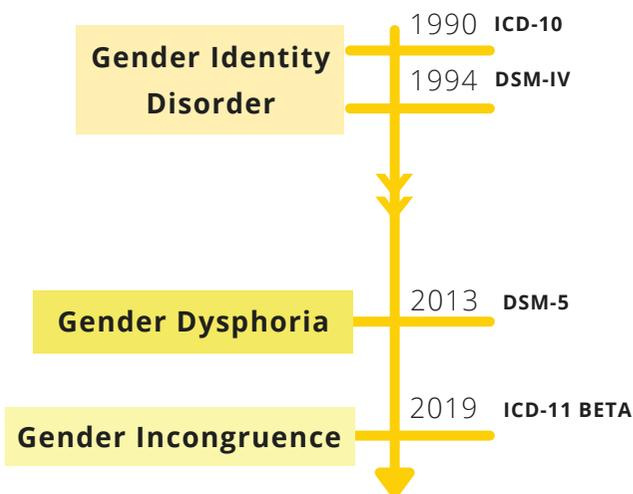 1990 ICD-10
Gender Identity
Disorder
1994 DSM-IV
2013 DSM-5
Gender Dysphoria
2019 ICD-11 BETA
Gender Incongruence